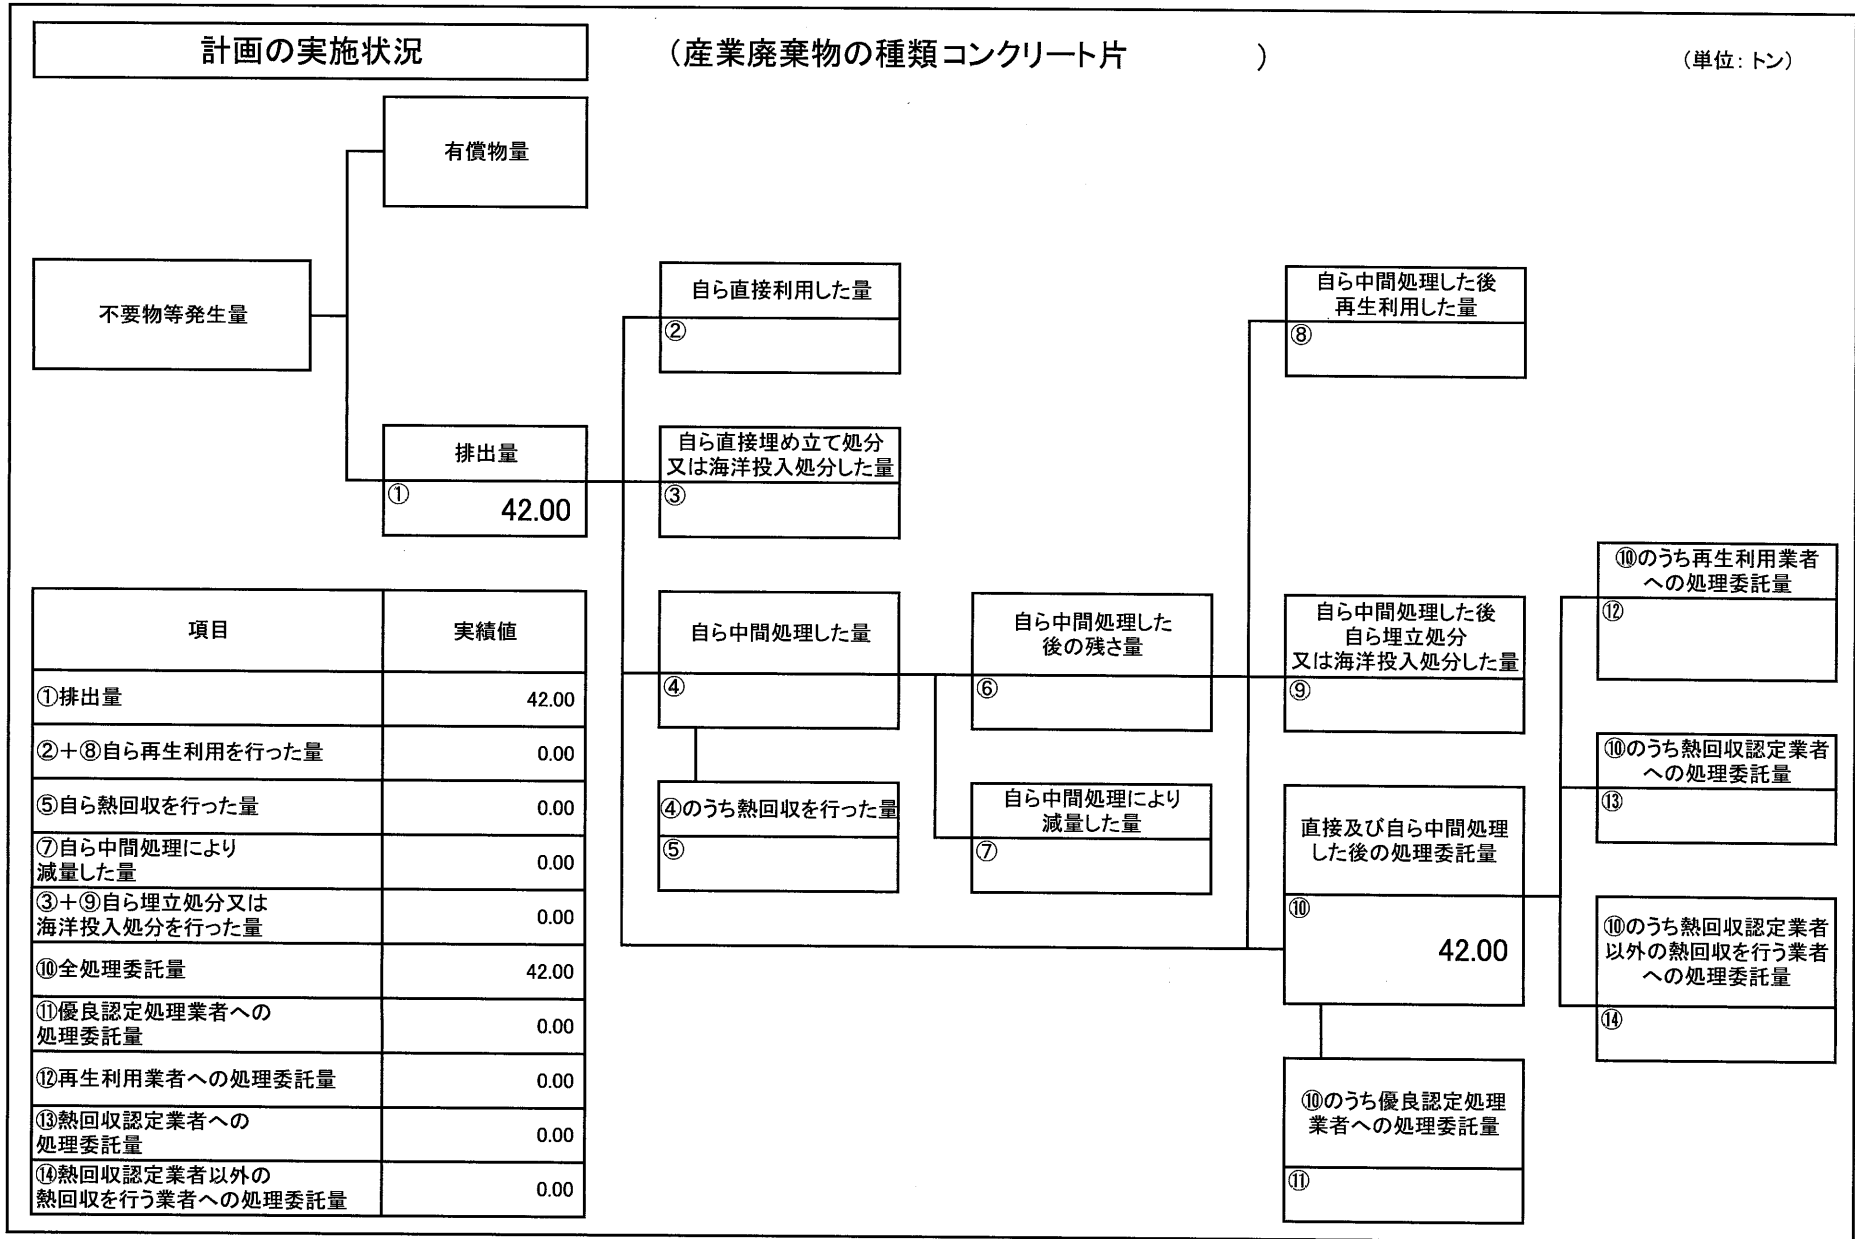 計画の実施状況
（産業廃棄物の種類コンクリート片　　　　　）
（単位：トン）
有償物量
不要物等発生量
排出量
①
42.00
自ら直接利用した量
②
自ら直接埋め立て処分
又は海洋投入処分した量
③
自ら中間処理した量
④
④のうち熱回収を行った量
⑤
自ら中間処理した
後の残さ量
⑥
自ら中間処理により
減量した量
⑦
自ら中間処理した後
再生利用した量
⑧
自ら中間処理した後
自ら埋立処分
又は海洋投入処分した量
⑨
直接及び自ら中間処理
した後の処理委託量
⑩
42.00
⑩のうち優良認定処理
業者への処理委託量
⑪
⑩のうち再生利用業者
への処理委託量
⑫
⑩のうち熱回収認定業者
への処理委託量
⑬
⑩のうち熱回収認定業者
以外の熱回収を行う業者
への処理委託量
⑭
項目 実績値
①排出量 42.00
②＋⑧自ら再生利用を行った量 0.00
⑤自ら熱回収を行った量 0.00
⑦自ら中間処理により
減量した量 0.00
③＋⑨自ら埋立処分又は
海洋投入処分を行った量 0.00
⑩全処理委託量 42.00
⑪優良認定処理業者への
処理委託量 0.00
⑫再生利用業者への処理委託量 0.00
⑬熱回収認定業者への
処理委託量 0.00
⑭熱回収認定業者以外の
熱回収を行う業者への処理委託量 0.00